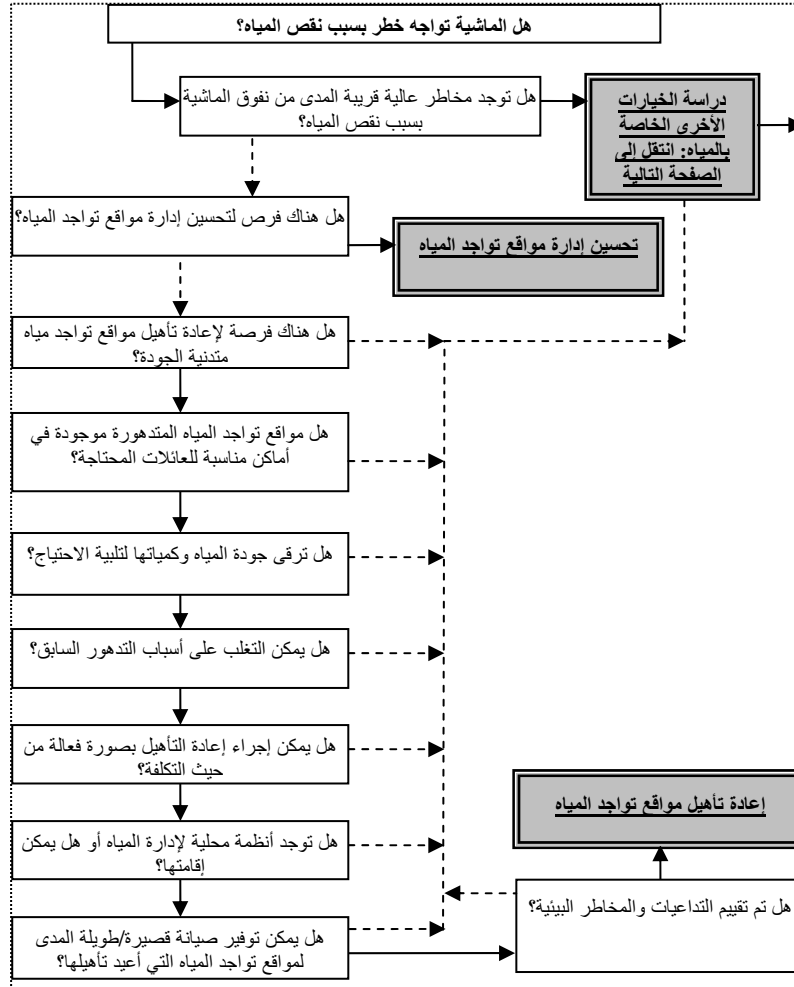 هل الماشية تواجه خطر بسبب نقص المياه؟
هل توجد مخاطر عالية قريبة المدى من نفوق الماشية
بسبب نقص المياه؟
دراسة الخيارات
الأخرى الخاصة
بالمياه: انتقل إلى
الصفحة التالية
هل هناك فرص لتحسين إدارة مواقع تواجد المياه؟
تحسين إدارة مواقع تواجد المياه
هل هناك فرصة لإعادة تأهيل مواقع تواجد مياه
متدنية الجودة؟
هل مواقع تواجد المياه المتدهورة موجودة في
أماكن مناسبة للعائلات المحتاجة؟
هل ترقى جودة المياه وكمياتها لتلبية الاحتياج؟
هل يمكن التغلب على أسباب التدهور السابق؟
هل يمكن إجراء إعادة التأهيل بصورة فعالة من
حيث التكلفة؟
إعادة تأهيل مواقع تواجد المياه
هل توجد أنظمة محلية لإدارة المياه أو هل يمكن
إقامتها؟
هل تم تقييم التداعيات والمخاطر البيئية؟
هل يمكن توفير صيانة قصيرة/طويلة المدى
لمواقع تواجد المياه التي أعيد تأهيلها؟